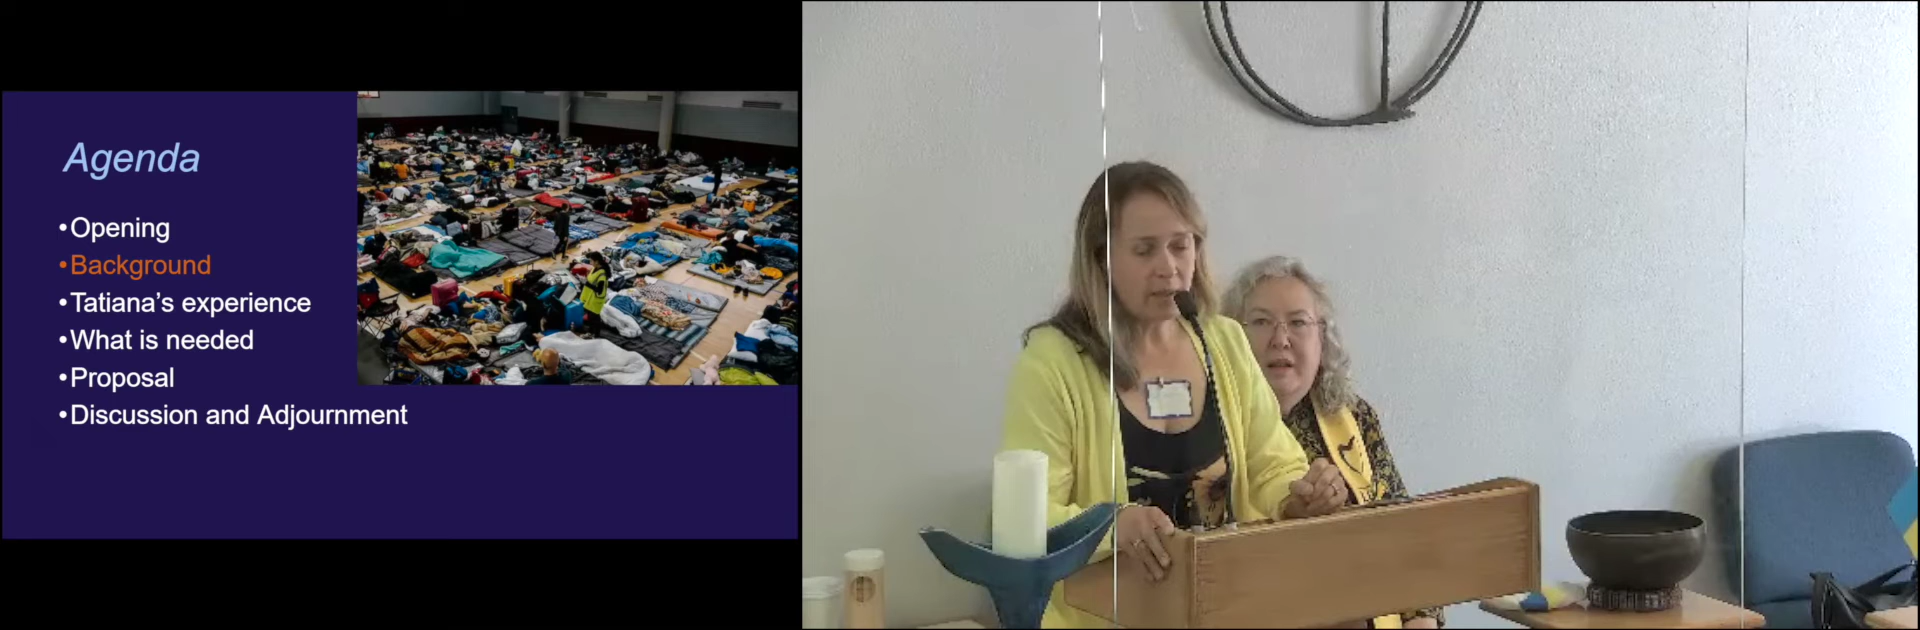 Agenda
•Opening
•Background
•Tatiana's experience
•What is needed
•Proposal
•Discussion and Adjournment